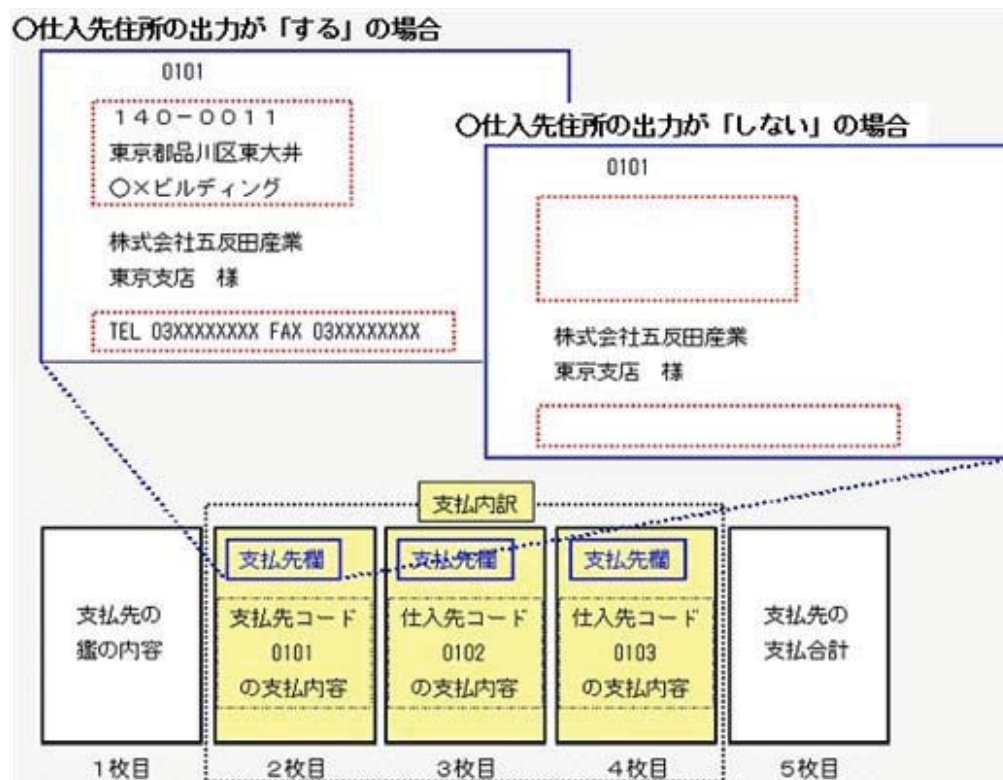 〇仕入先住所の出力が「する」の場合
0101
140-0011
東京都品川区東大井
〇×ビルディング
株式会社五反田産業
東京支店 様
TEL 03XXXXXXXX FAX 03XXXXXXXX
〇仕入先住所の出力が「しない」の場合
0101
株式会社五反田産業
東京支店 様
支払内訳
支払先の
鑑の内容
1枚目
支払先欄
支払先コード
0101
の支払内容
2枚目
支払先欄
仕入先コード
0102
の支払内容
3枚目
支払先欄
仕入先コード
0103
の支払内容
4枚目
支払先の
支払合計
5枚目